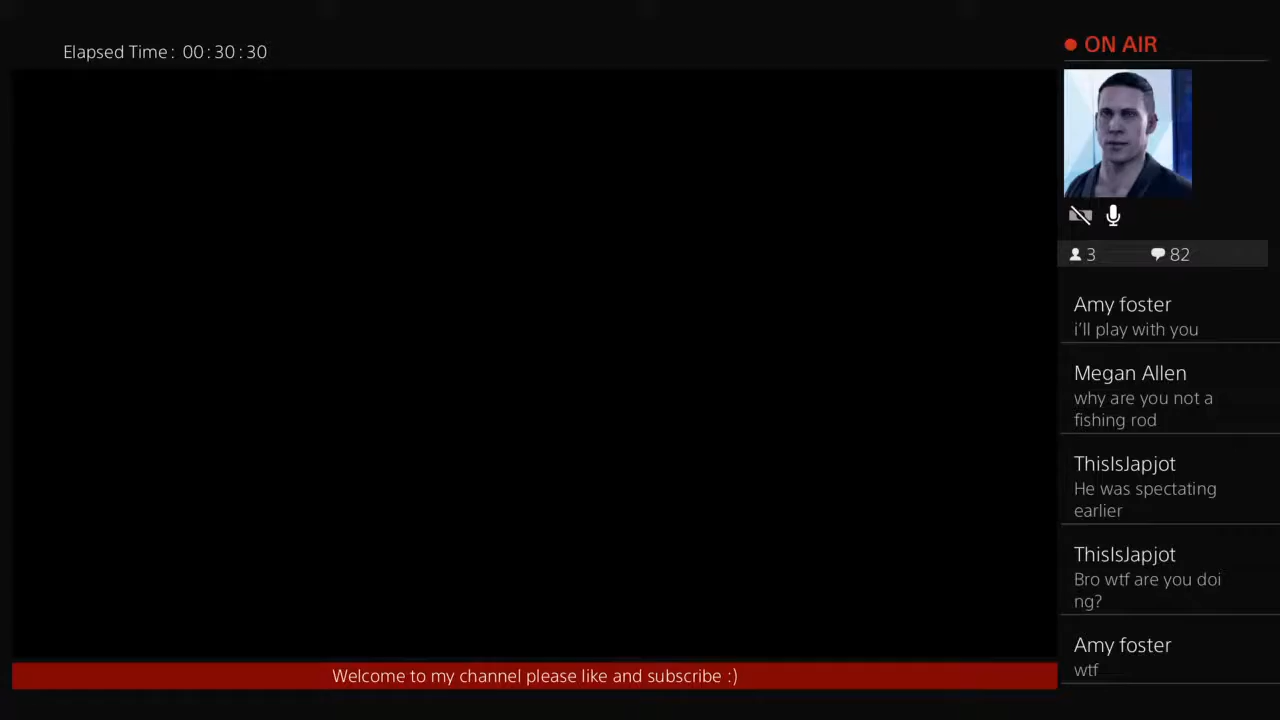 Elapsed Time: 00:30:30
ON AIR
3 82
Amy foster
i'll play with you
Megan Allen
why are you not a
fishing rod
ThisIsJapjot
He was spectating
earlier
ThisIsJapjot
Bro wtf are you doi
ng?
Amy foster
wtf
Welcome to my channel please like and subscribe :)